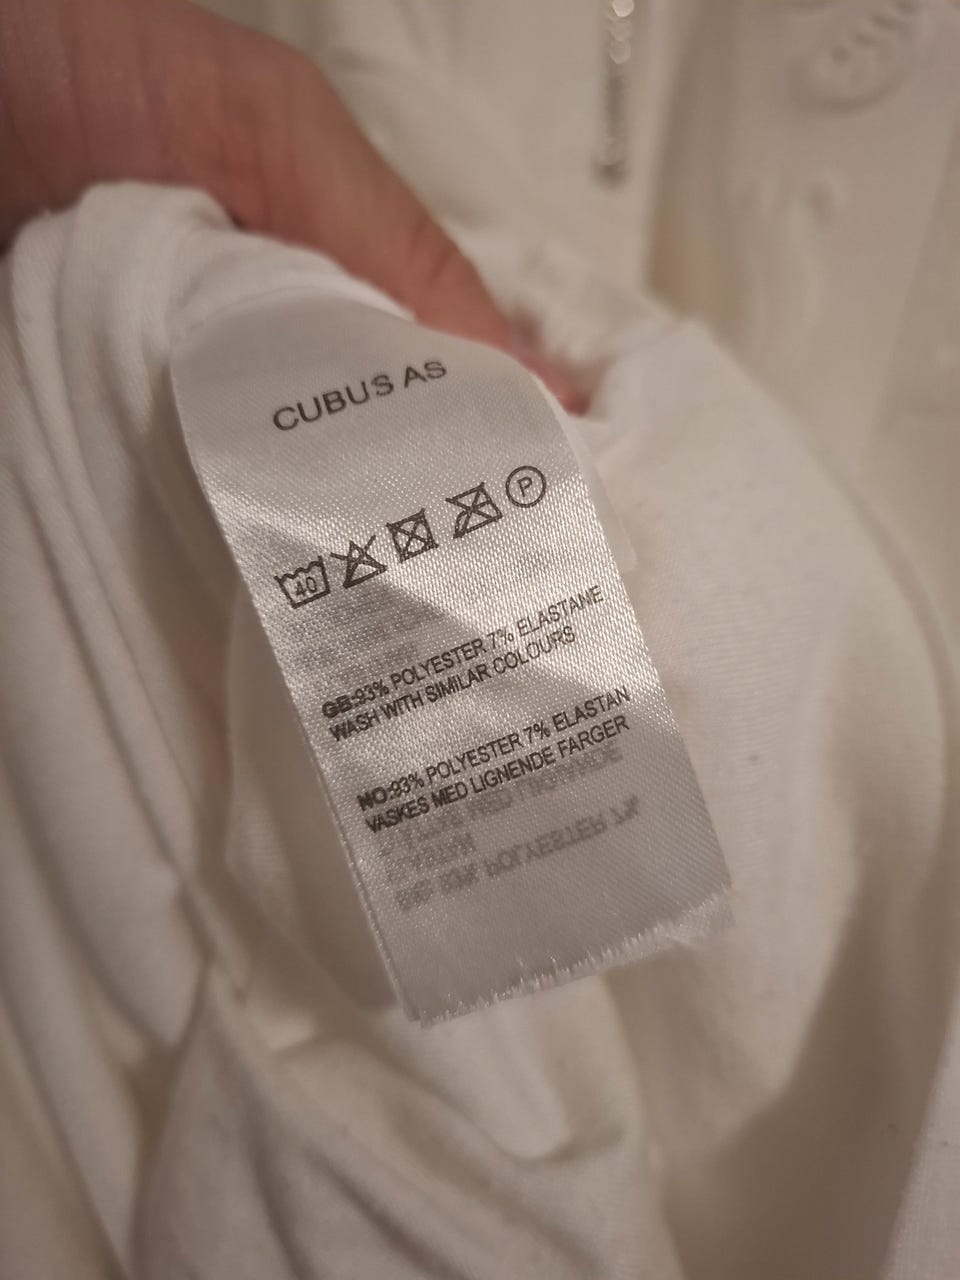 CUBUS AS
40 P
GB:93% POLYESTER 7% ELASTANE
WASH WITH SIMILAR COLOURS
NO:93% POLYESTER 7% ELASTAN
VASKES MED LIGNENDE FARGER